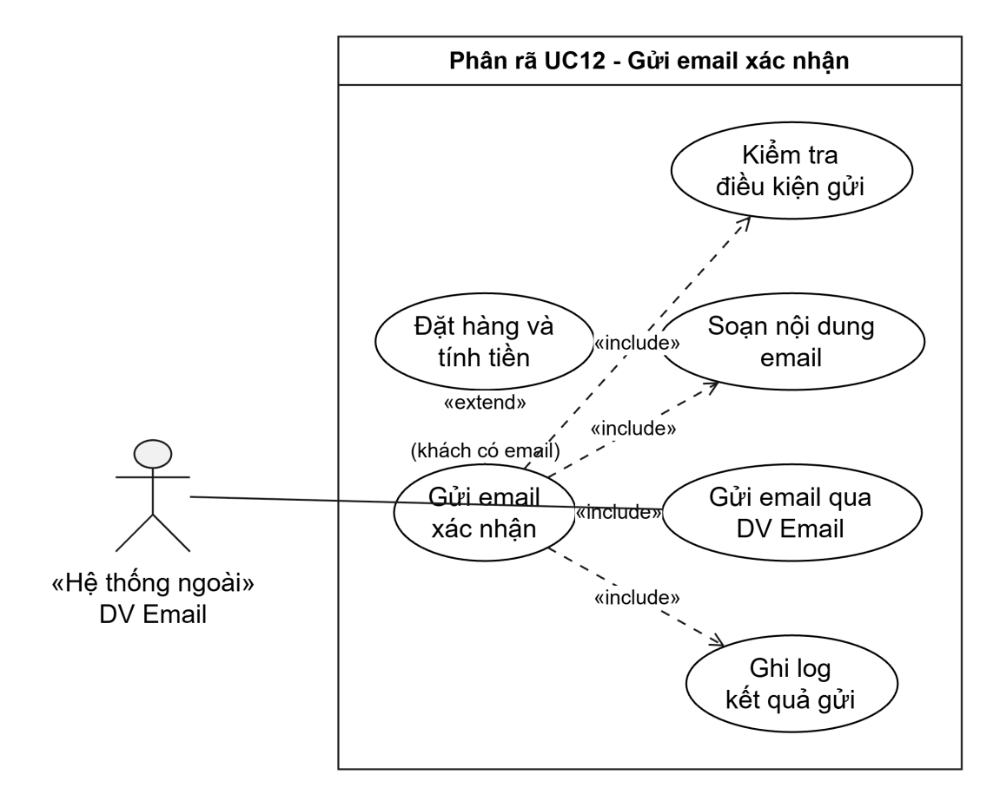 Phân rã UC12 - Gửi email xác nhận
Kiểm tra
điều kiện gửi
Đặt hàng và
tính tiền
«include»
Soạn nội dung
email
«extend»
«include»
(khách có email)
Gửi email
xác nhận
«include»
Gửi email qua
DV Email
«Hệ thống ngoài»
DV Email
«include»
Ghi log
kết quả gửi